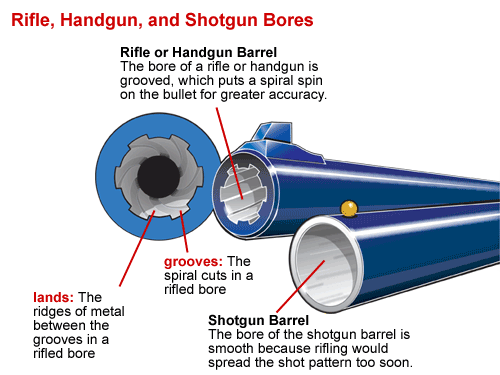 Rifle, Handgun, and Shotgun Bores
Rifle or Handgun Barrel
The bore of a rifle or handgun is
grooved, which puts a spiral spin
on the bullet for greater accuracy.
grooves: The
spiral cuts in a
rifled bore
lands: The
ridges of metal
between the
grooves in a
rifled bore
Shotgun Barrel
The bore of the shotgun barrel is
smooth because rifling would
spread the shot pattern too soon.